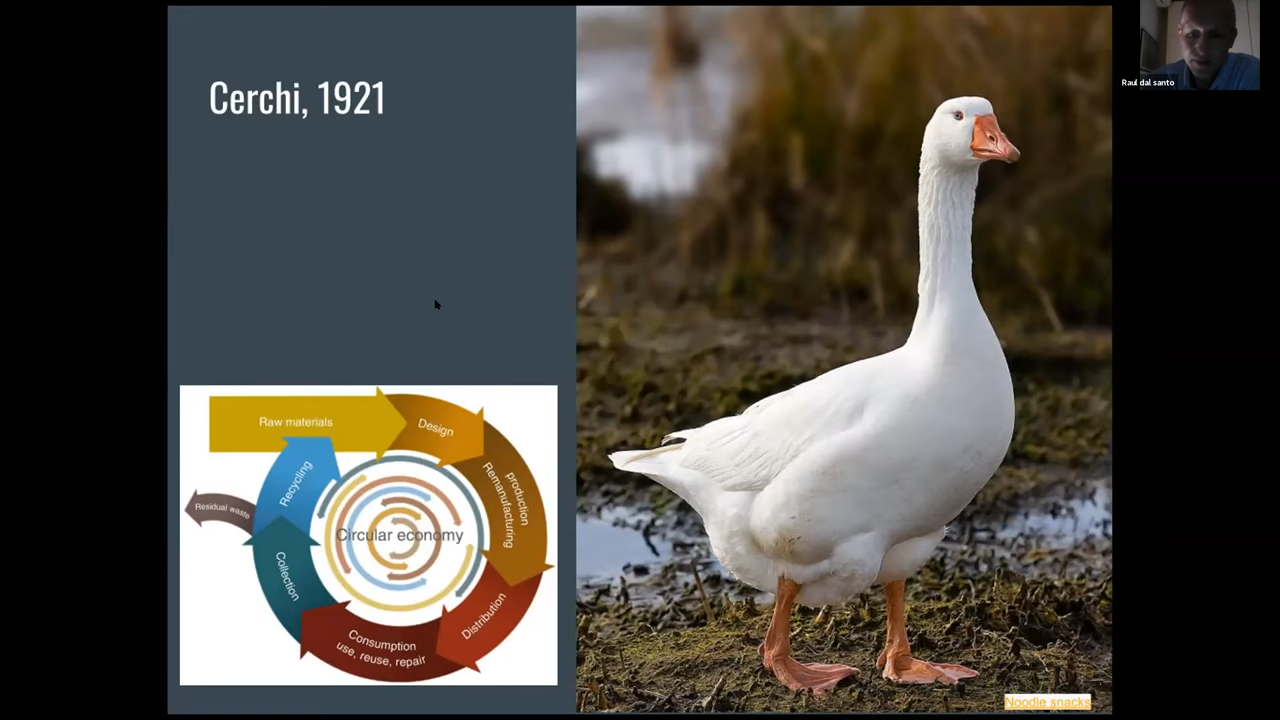 Cerchi, 1921
Raul dal santo
Raw materials
Design
production
Remanufacturing
Distribution
Consumption
use, reuse, repair
Collection
Recycling
Residual waste
Circular economy
Noodle snacks